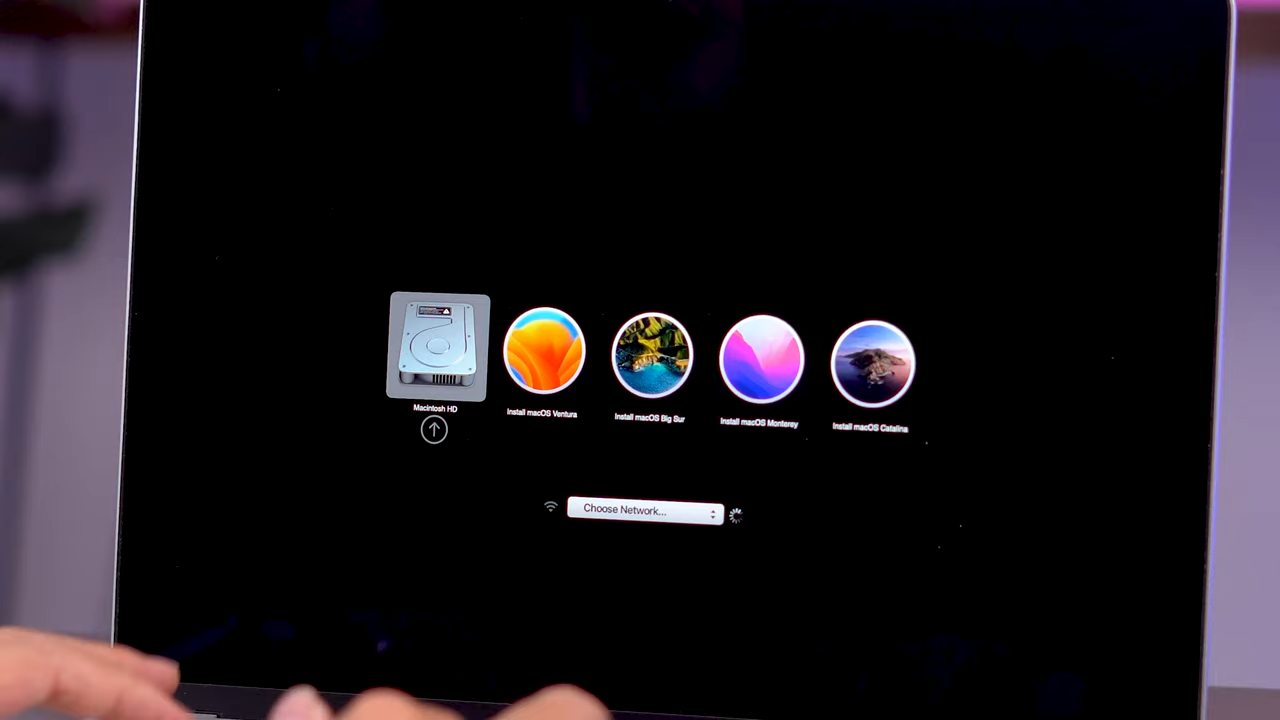 Macintosh HD
Install macOS Ventura
Install macOS Big Sur
Install macOS Monterey
Install macOS Catalina
Choose Network...